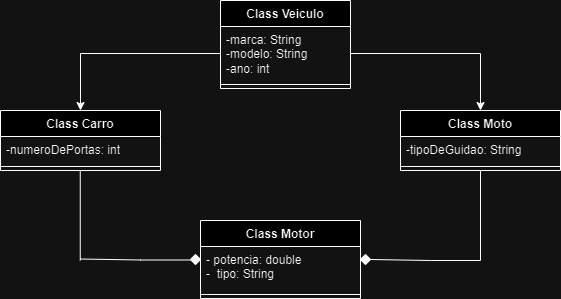 Class Veiculo
-marca: String
-modelo: String
-ano: int
Class Carro
-numeroDePortas: int
Class Moto
-tipoDeGuidao: String
Class Motor
- potencia: double
- tipo: String